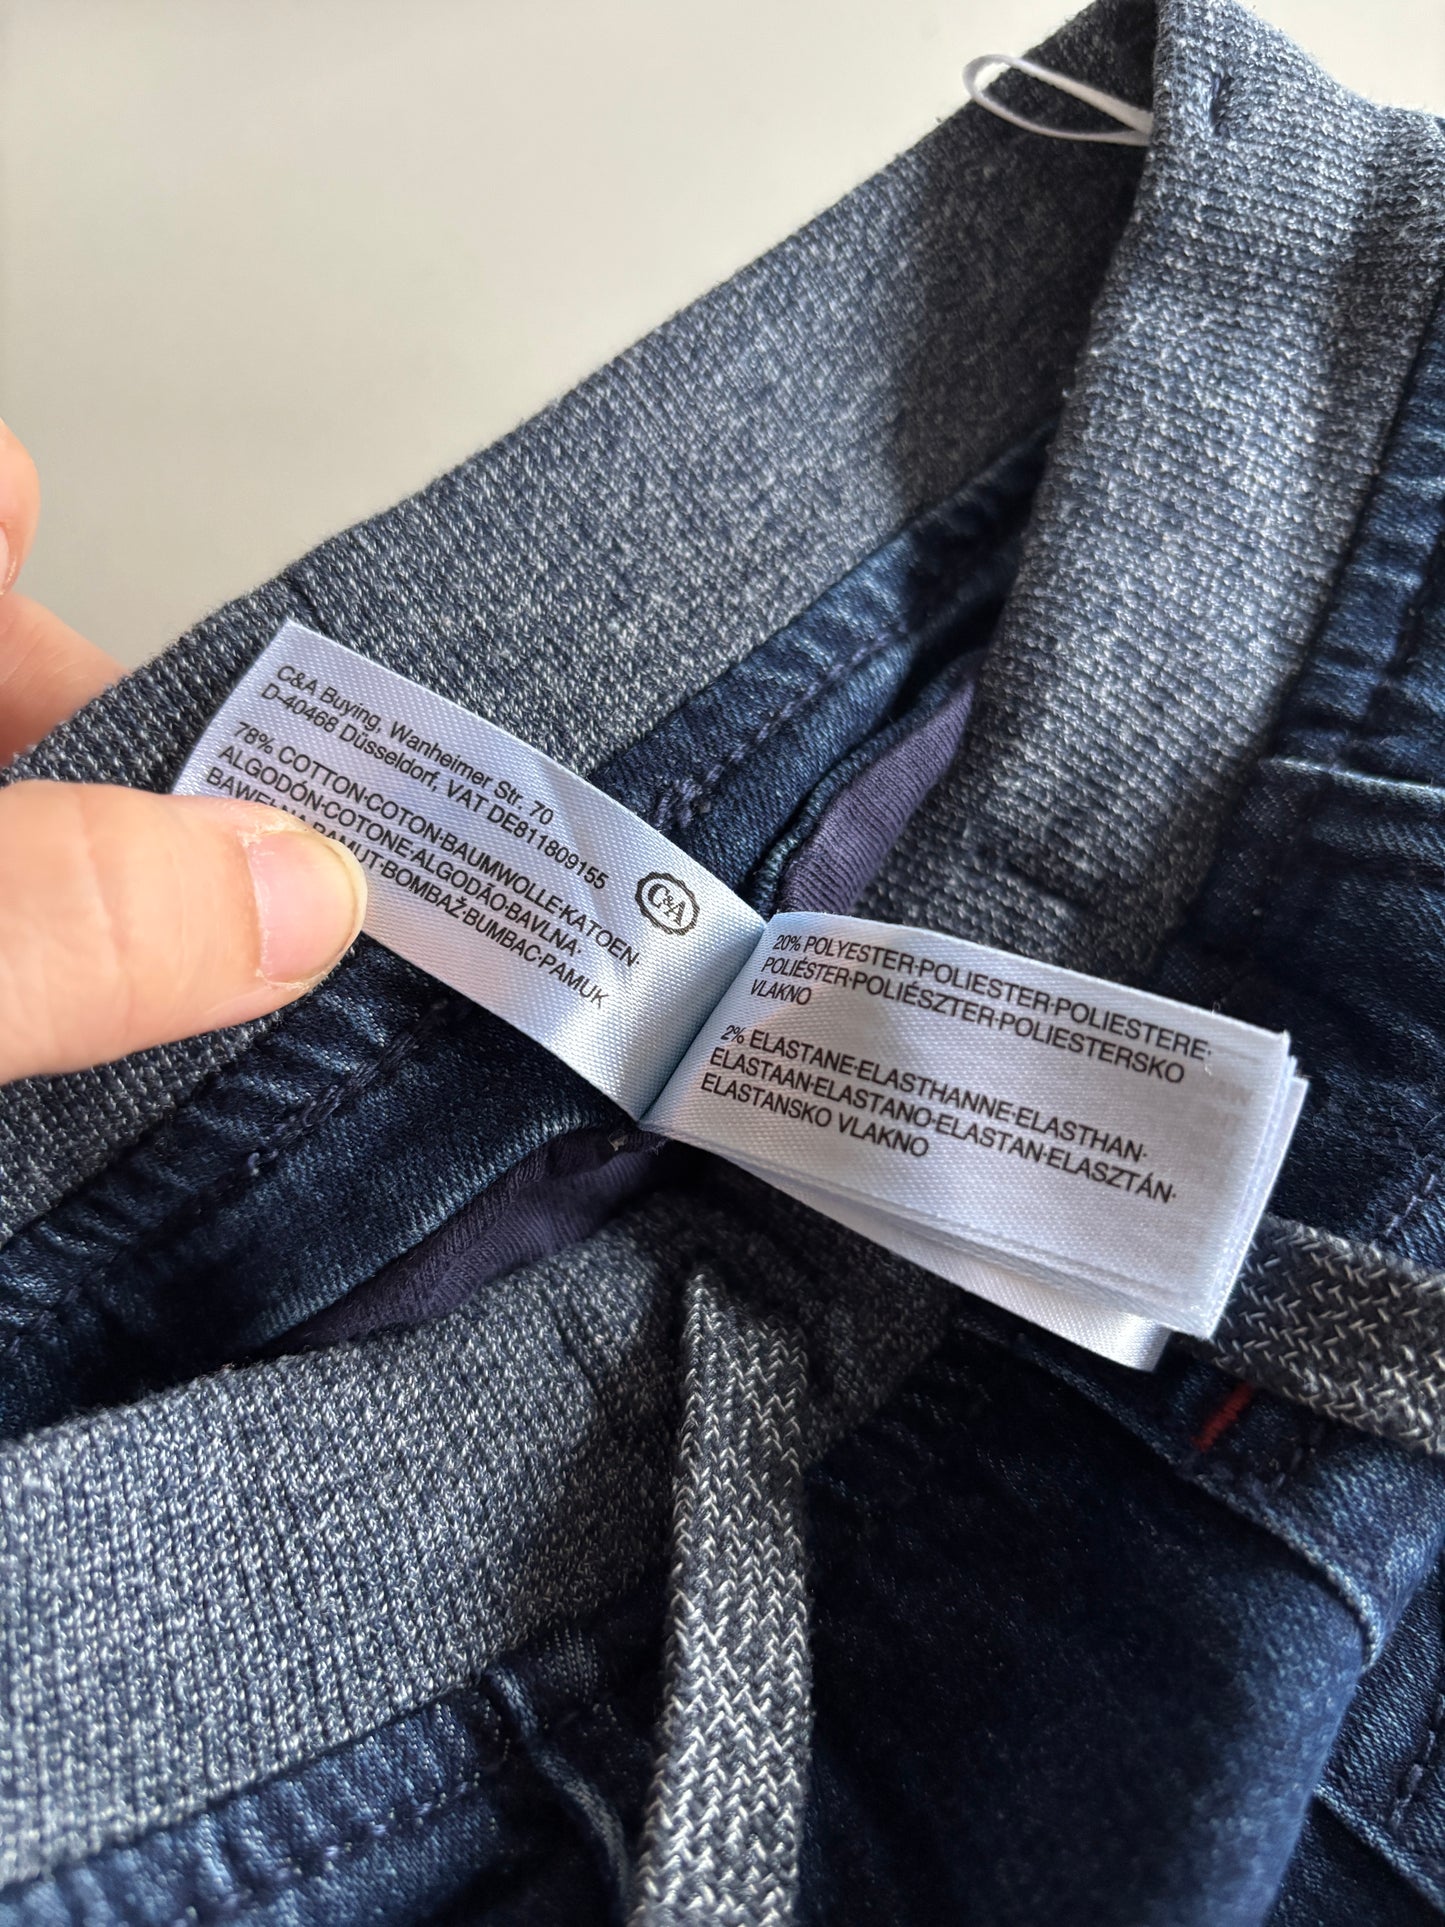 C&A Buying, Wanheimer Str. 70
D-40468 Düsseldorf, VAT DE811809155
78% COTTON·COTON·BAUMWOLLE·KATOEN·
ALGODÓN·COTONE·ALGODÃO·BAVLNA·
BAWEŁNA·PAMUT·BOMBAŽ·BUMBAC·PAMUK
C&A
20% POLYESTER·POLIESTER·POLIESTERE·
POLIÉSTER·POLIÉSZTER·POLIESTERSKO
VLAKNO
2% ELASTANE·ELASTHANNE·ELASTHAN·
ELASTAAN·ELASTANO·ELASTAN·ELASZTÁN·
ELASTANSKO VLAKNO